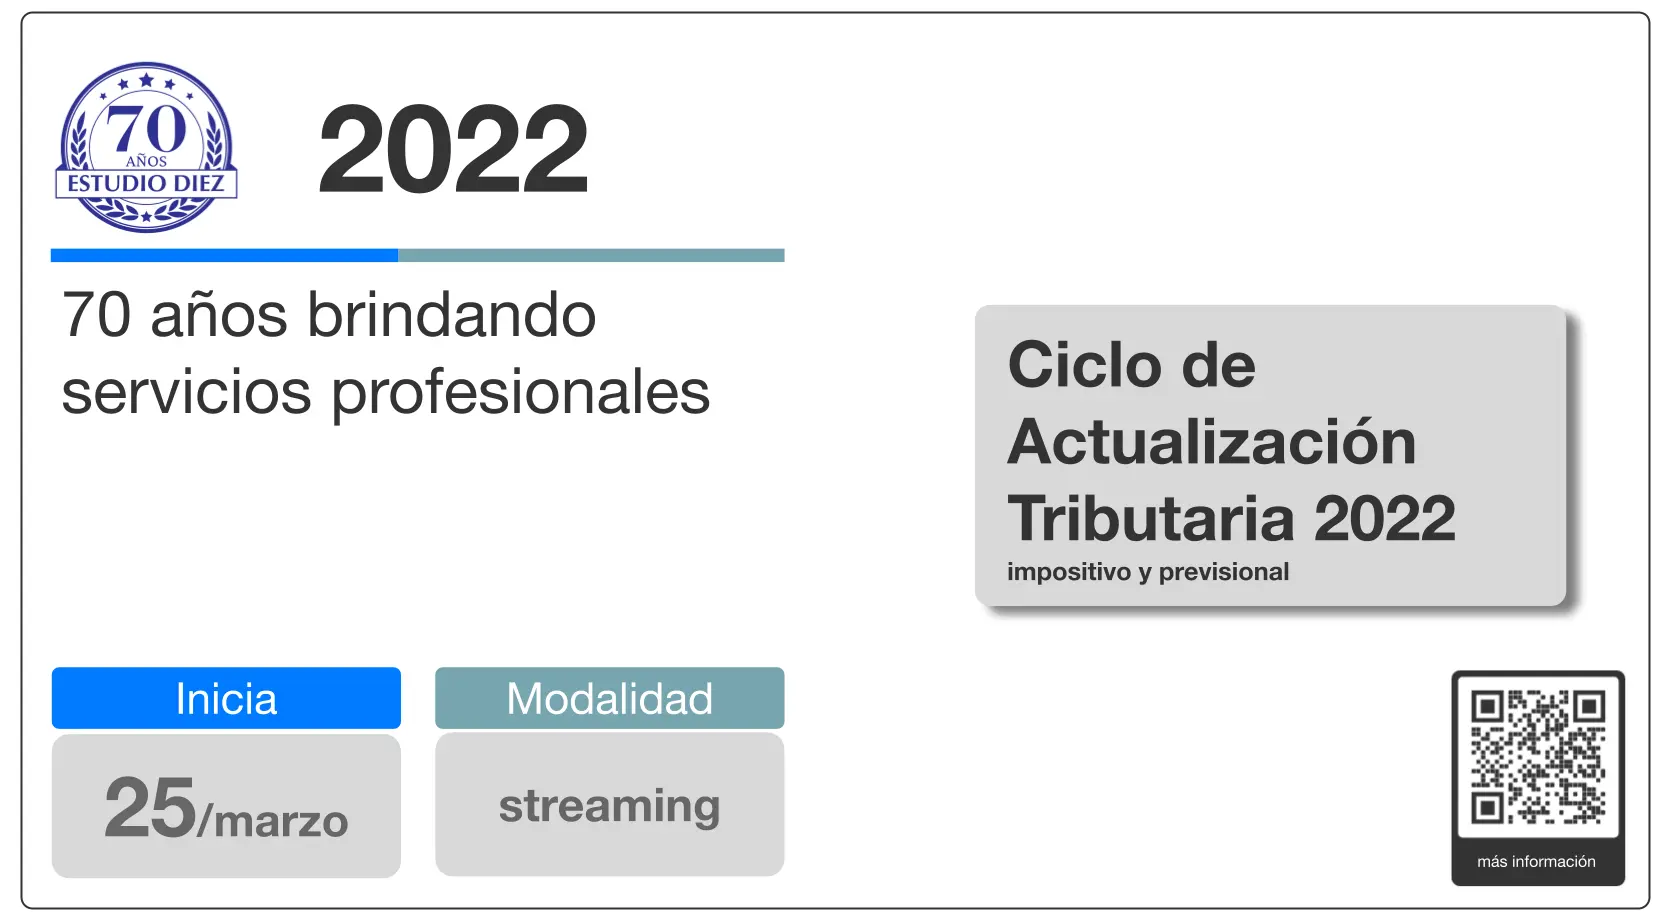 70
AÑOS
ESTUDIO DIEZ
2022
70 años brindando
servicios profesionales
Ciclo de
Actualización
Tributaria 2022
impositivo y previsional
Inicia
25/marzo
Modalidad
streaming
más información